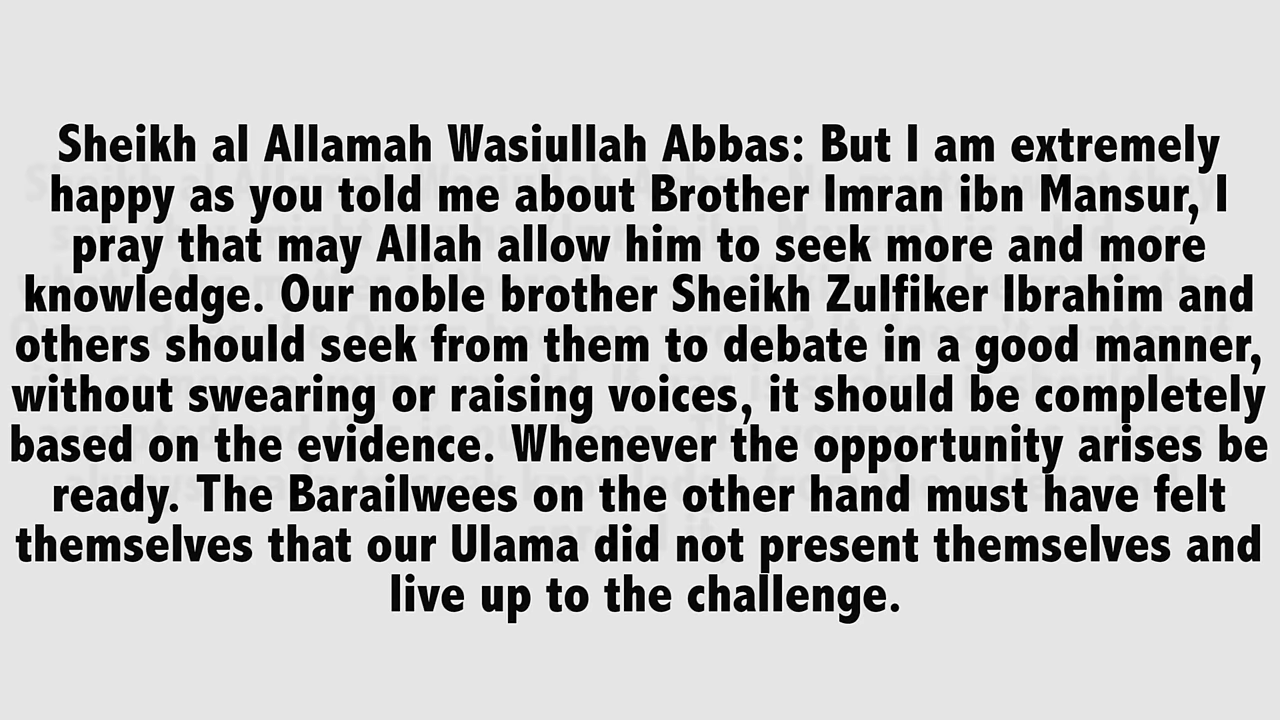 Sheikh al Allamah Wasiullah Abbas: But I am extremely
happy as you told me about Brother Imran ibn Mansur, I
pray that may Allah allow him to seek more and more
knowledge. Our noble brother Sheikh Zulfiker Ibrahim and
others should seek from them to debate in a good manner,
without swearing or raising voices, it should be completely
based on the evidence. Whenever the opportunity arises be
ready. The Barailwees on the other hand must have felt
themselves that our Ulama did not present themselves and
live up to the challenge.